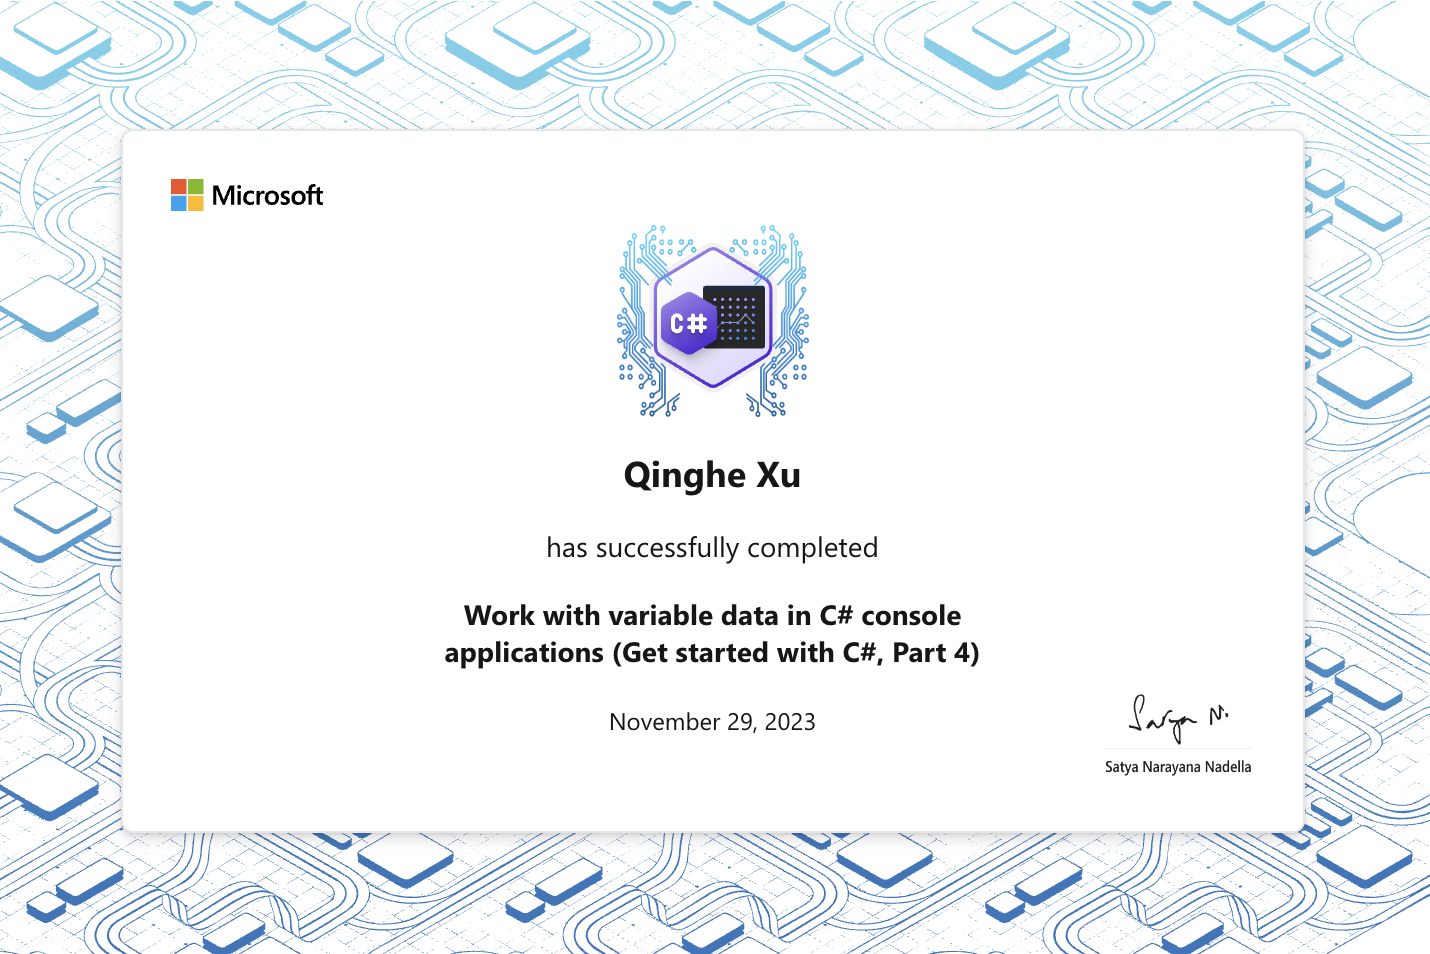 Microsoft
C#
Qinghe Xu
has successfully completed
Work with variable data in C# console
applications (Get started with C#, Part 4)
November 29, 2023
Satya N.
Satya Narayana Nadella